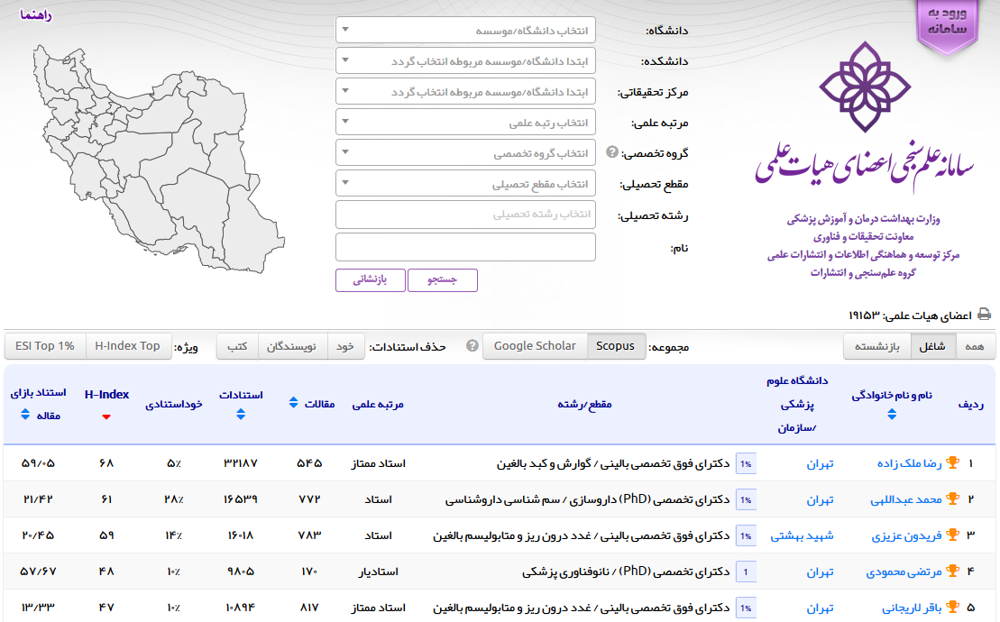 ورود به
سامانه
راهنما
سامانه علم‌سنجی اعضای هیات علمی
وزارت بهداشت درمان و آموزش پزشکی
معاونت تحقیقات و فناوری
مرکز توسعه و هماهنگی اطلاعات و انتشارات علمی
گروه علم‌سنجی و انتشارات
دانشگاه: انتخاب دانشگاه/موسسه
دانشکده: ابتدا دانشگاه/موسسه مربوطه انتخاب گردد
مرکز تحقیقاتی: ابتدا دانشگاه/موسسه مربوطه انتخاب گردد
مرتبه علمی: انتخاب رتبه علمی
گروه تخصصی: ? انتخاب گروه تخصصی
مقطع تحصیلی: انتخاب مقطع تحصیلی
رشته تحصیلی: انتخاب رشته تحصیلی
نام:
جستجو بازنشانی
اعضای هیات علمی: ۱۹۱۵۳
همه شاغل بازنشسته مجموعه: Scopus Google Scholar ? حذف استنادات: خود نویسندگان کتب ویژه: H-Index Top ESI Top 1%
ردیف نام و نام خانوادگی دانشگاه علوم پزشکی /سازمان مقطع/رشته مرتبه علمی مقالات استنادات خوداستنادی H-Index استناد بازای مقاله
۱ رضا ملک زاده تهران 1% دکترای فوق تخصصی بالینی / گوارش و کبد بالغین استاد ممتاز ۵۴۵ ۳۲۱۸۷ ۵٪ ۶۸ ۵۹/۰۵
۲ محمد عبداللهی تهران 1% دکترای تخصصی (PhD) داروسازی / سم شناسی داروشناسی استاد ۷۷۲ ۱۶۵۳۹ ۲۸٪ ۶۱ ۲۱/۴۲
۳ فریدون عزیزی شهید بهشتی 1% دکترای فوق تخصصی بالینی / غدد درون ریز و متابولیسم بالغین استاد ۷۸۳ ۱۶۰۱۸ ۱۴٪ ۵۹ ۲۰/۴۵
۴ مرتضی محمودی تهران 1 دکترای تخصصی (PhD) / نانوفناوری پزشکی استادیار ۱۷۰ ۹۸۰۵ ۱۰٪ ۴۸ ۵۷/۶۷
۵ باقر لاریجانی تهران 1% دکترای فوق تخصصی بالینی / غدد درون ریز و متابولیسم بالغین استاد ممتاز ۸۱۷ ۱۰۸۹۴ ۱۰٪ ۴۷ ۱۳/۳۳